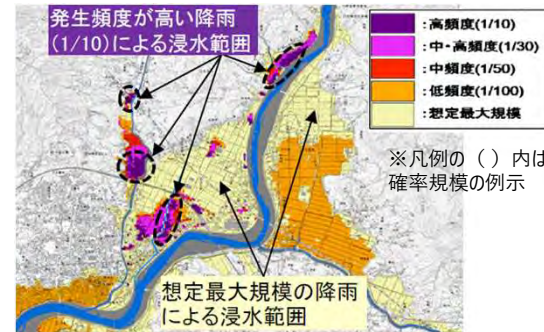 発生頻度が高い降雨
(1/10)による浸水範囲
:高頻度(1/10)
:中・高頻度(1/30)
:中頻度(1/50)
:低頻度(1/100)
:想定最大規模
※凡例の（ ）内は
確率規模の例示
想定最大規模の降雨
による浸水範囲